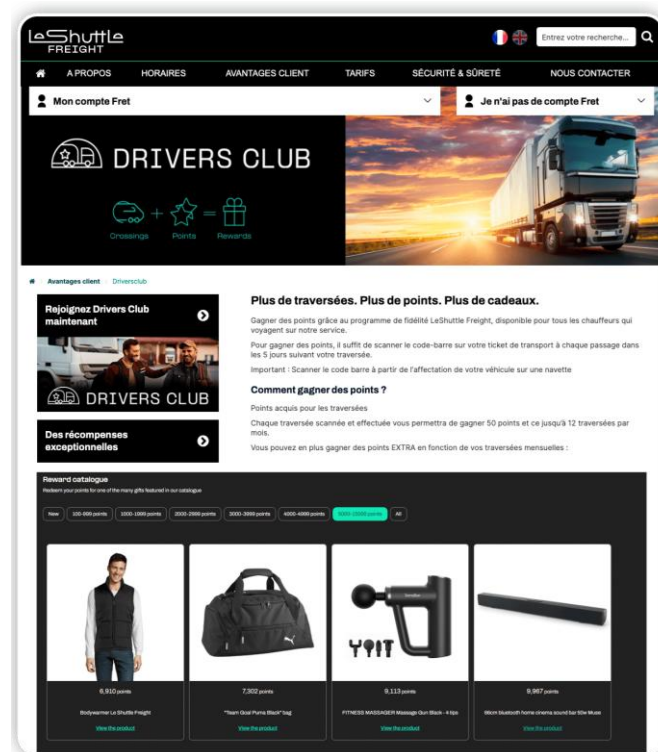 LeShuttle
FREIGHT
Entrez votre recherche...
A PROPOS HORAIRES AVANTAGES CLIENT TARIFS SÉCURITÉ & SÛRETÉ NOUS CONTACTER
Mon compte Fret
Je n'ai pas de compte Fret
DRIVERS CLUB
+ =
Crossings Points Rewards
Avantages client Driversclub
Rejoignez Drivers Club
maintenant
DRIVERS CLUB
Des récompenses
exceptionnelles
Plus de traversées. Plus de points. Plus de cadeaux.
Gagner des points grâce au programme de fidélité LeShuttle Freight, disponible pour tous les chauffeurs qui
voyagent sur notre service.
Pour gagner des points, il suffit de scanner le code-barre sur votre ticket de transport à chaque passage dans
les 5 jours suivant votre traversée.
Important : Scanner le code barre à partir de l'affectation de votre véhicule sur une navette
Comment gagner des points ?
Points acquis pour les traversées
Chaque traversée scannée et effectuée vous permettra de gagner 50 points et ce jusqu'à 12 traversées par
mois.
Vous pouvez en plus gagner des points EXTRA en fonction de vos traversées mensuelles :
Reward catalogue
Redeem your points for one of the many gifts featured in our catalogue
New 100-999 points 1000-1999 points 2000-2999 points 3000-3999 points 4000-4999 points points All
6,910 points
Bodywarmer Le Shuttle Freight
View the product
7,302 points
"Team Goal Puma Black" bag
View the product
9,113 points
FITNESS MASSAGER Massage Gun Black - 4 tips
View the product
9,967 points
bluetooth home cinema sound bar 50w Muse
View the product